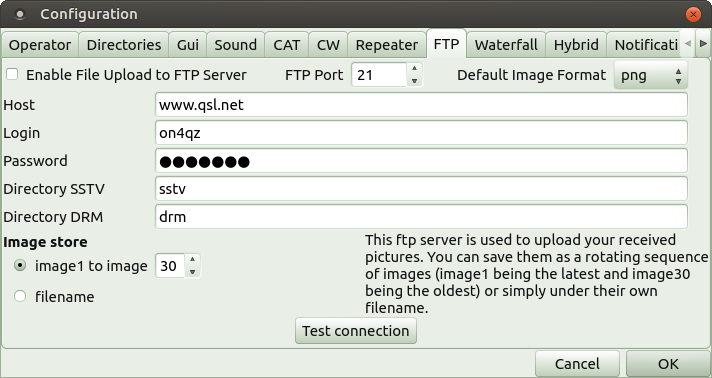 Configuration
Operator Directories Gui Sound CAT CW Repeater FTP Waterfall Hybrid Notificati
Enable File Upload to FTP Server FTP Port 21 Default Image Format png
Host www.qsl.net
Login on4qz
Password ●●●●●●●
Directory SSTV sstv
Directory DRM drm
Image store
image1 to image 30
filename
This ftp server is used to upload your received
pictures. You can save them as a rotating sequence
of images (image1 being the latest and image30
being the oldest) or simply under their own
filename.
Test connection
Cancel OK